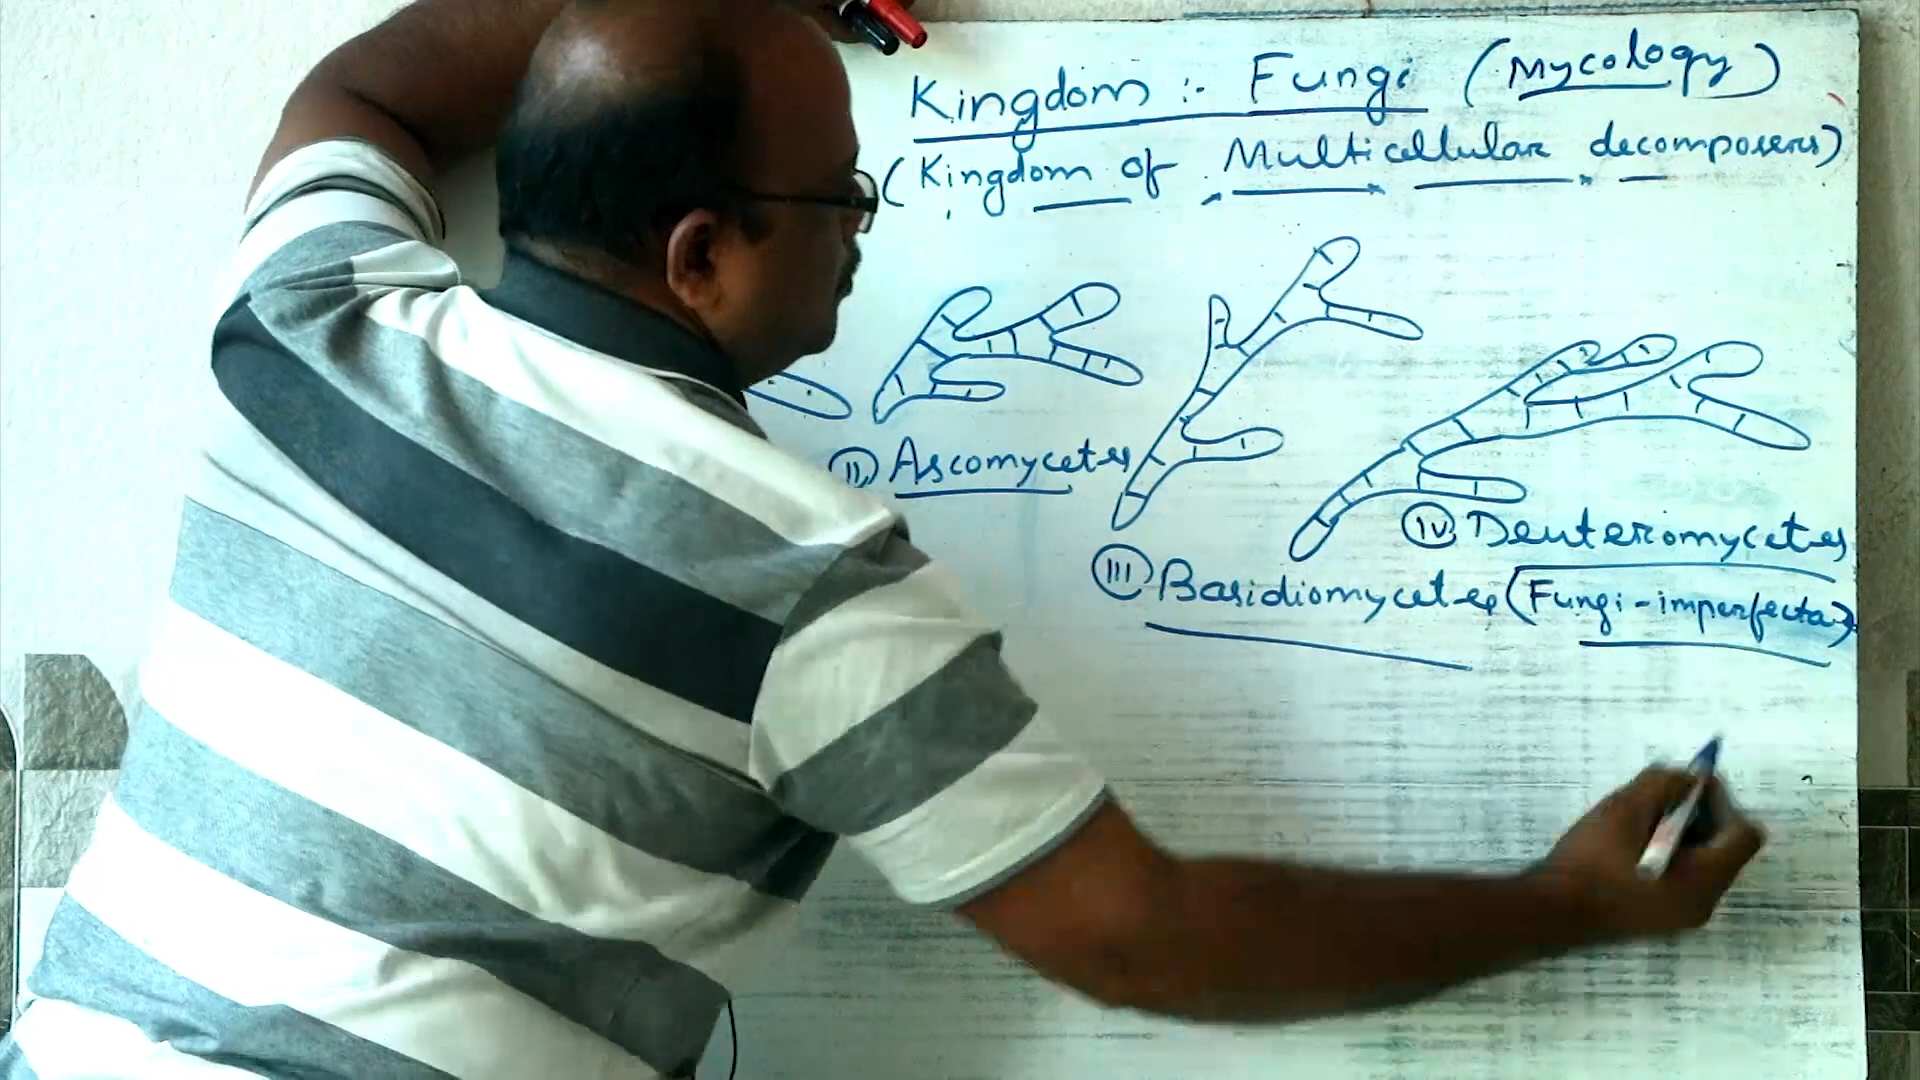 Kingdom :- Fungi (Mycology)
(Kingdom of Multicellular decomposers)
II Ascomycetes
III Basidiomycetes
IV Deuteromycetes
(Fungi-imperfecta)